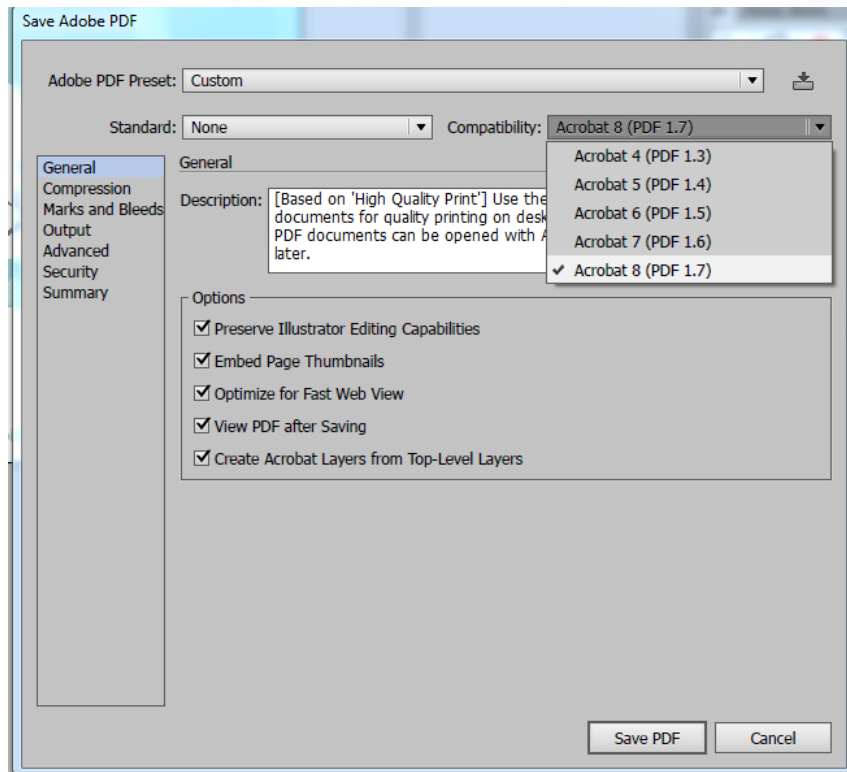 Save Adobe PDF
Adobe PDF Preset: Custom
Standard: None Compatibility: Acrobat 8 (PDF 1.7)
Acrobat 4 (PDF 1.3)
Acrobat 5 (PDF 1.4)
Acrobat 6 (PDF 1.5)
Acrobat 7 (PDF 1.6)
Acrobat 8 (PDF 1.7)
General
Compression
Marks and Bleeds
Output
Advanced
Security
Summary
General
Description: [Based on 'High Quality Print'] Use the
documents for quality printing on
PDF documents can be opened with
later.
Options
Preserve Illustrator Editing Capabilities
Embed Page Thumbnails
Optimize for Fast Web View
View PDF after Saving
Create Acrobat Layers from Top-Level Layers
Save PDF Cancel